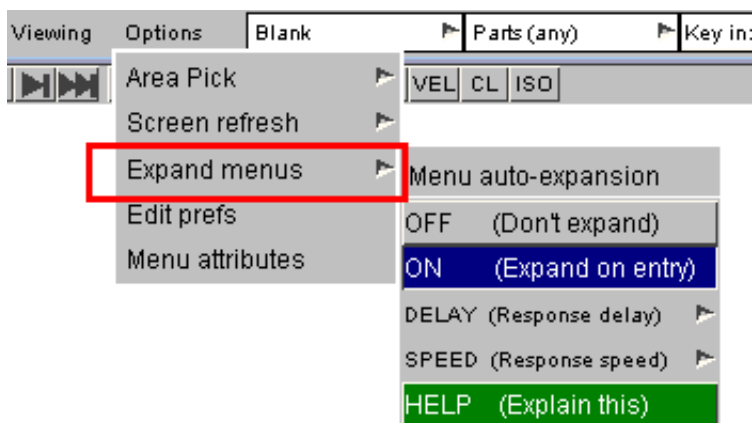 Viewing Options Blank Parts (any) Key in:
Area Pick VEL CL ISO
Screen refresh
Expand menus Menu auto-expansion
Edit prefs OFF (Don't expand)
Menu attributes ON (Expand on entry)
DELAY (Response delay)
SPEED (Response speed)
HELP (Explain this)